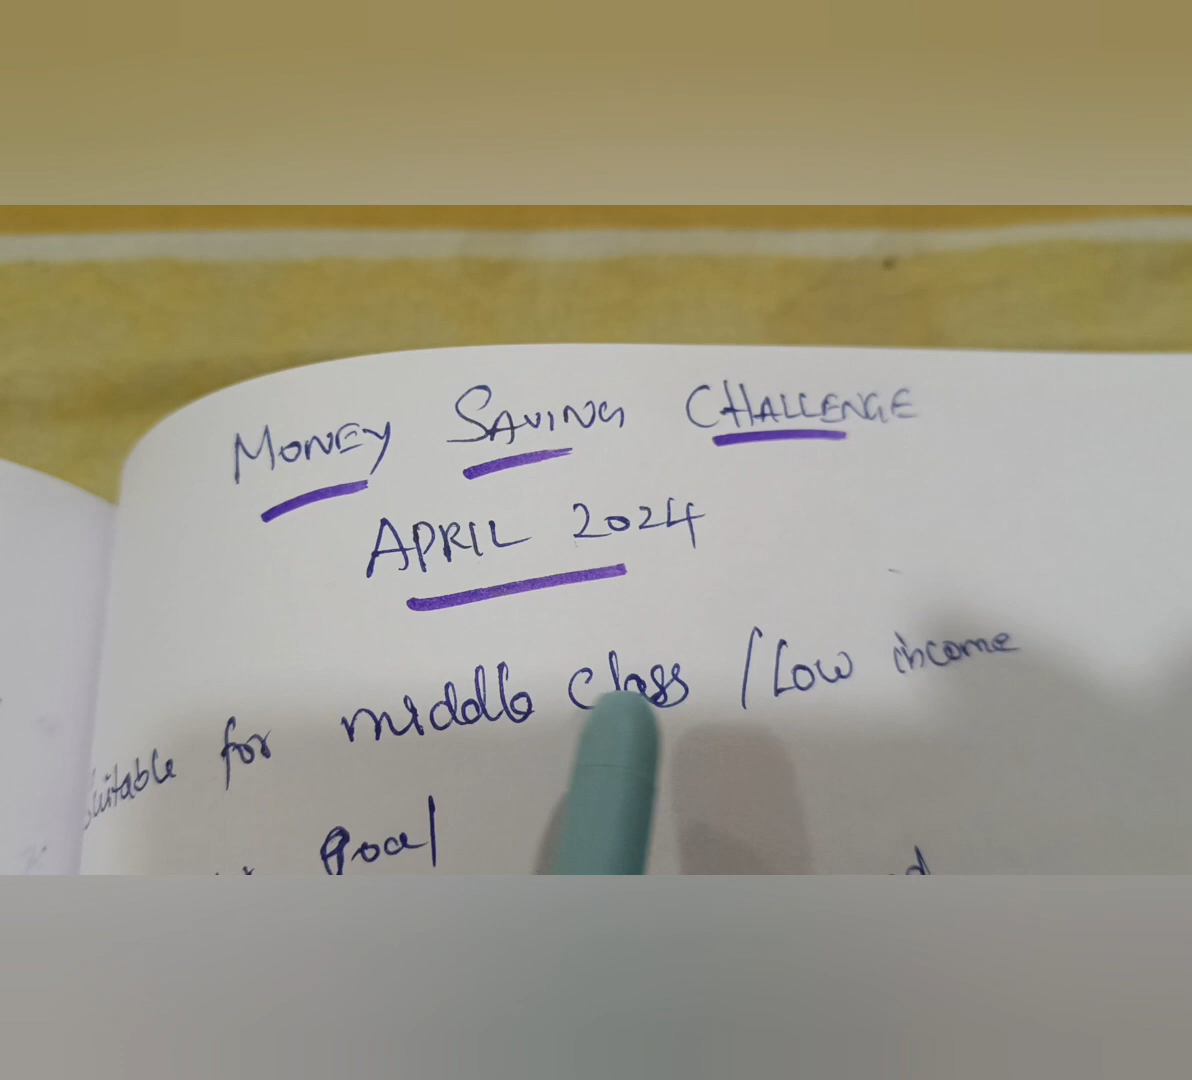 MONEY SAVING CHALLENGE
APRIL 2024
Suitable for middle class / Low income
Goal